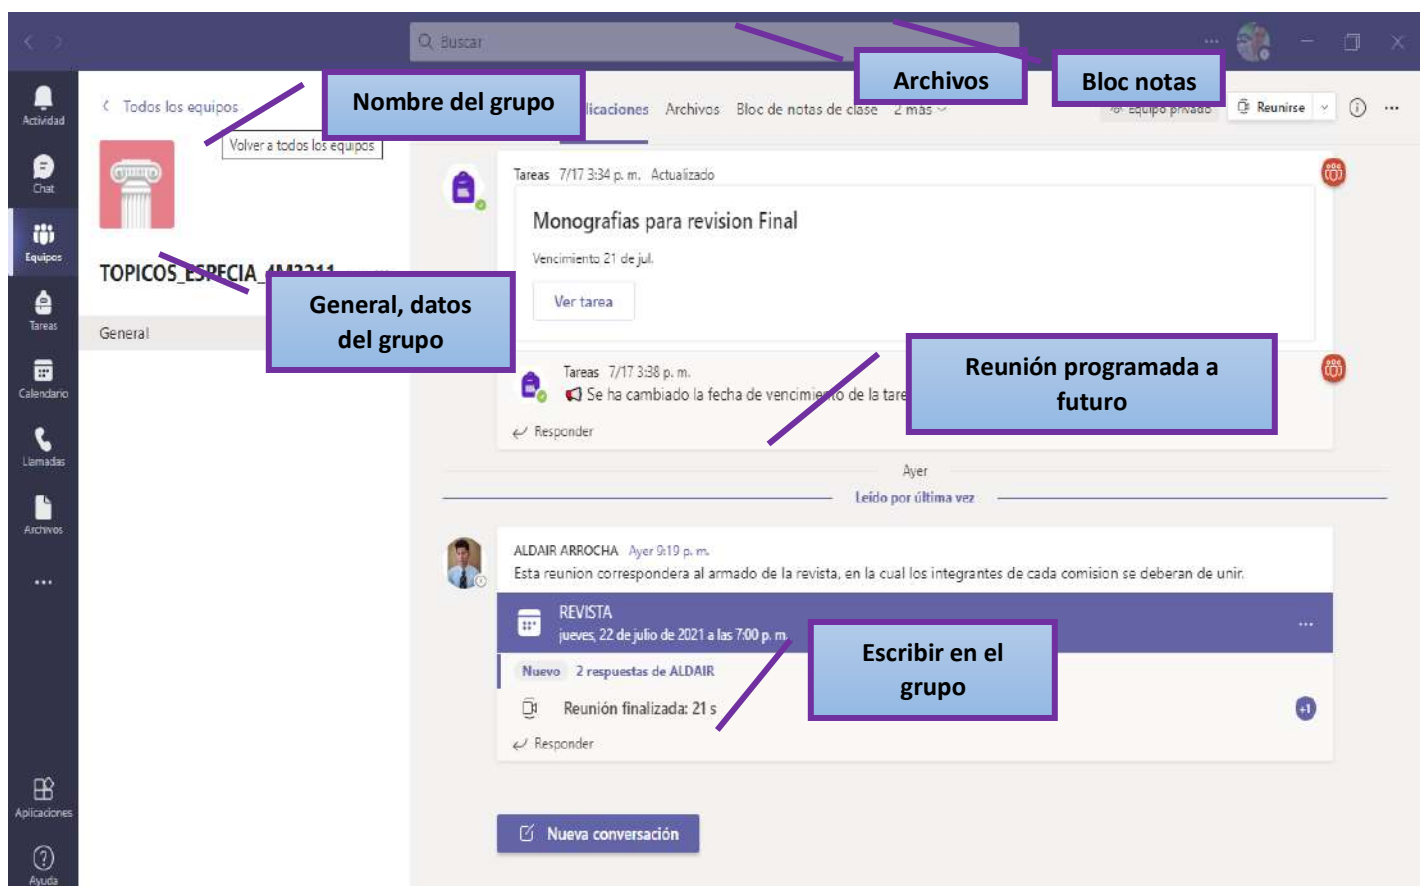 Buscar
Archivos
Bloc notas
Nombre del grupo
Actividad
Todos los equipos
licaciones Archivos Bloc de notas de clase 2 más
Equipo privado
Reunirse
Volver a todos los equipos
Chat
Equipos
Tareas
Calendario
Llamadas
Archivos
Aplicaciones
Ayuda
TOPICOS_ESPECIA_4M3211
General
General, datos
del grupo
Tareas 7/17 3:34 p. m. Actualizado
Monografias para revision Final
Vencimiento 21 de jul.
Ver tarea
Reunión programada a
futuro
Tareas 7/17 3:38 p. m.
Se ha cambiado la fecha de vencimiento de la tare
Responder
Ayer
Leído por última vez
ALDAIR ARROCHA Ayer 9:19 p. m.
Esta reunion correspondera al armado de la revista, en la cual los integrantes de cada comision se deberan de unir.
REVISTA
jueves, 22 de julio de 2021 a las 7:00 p. m.
Escribir en el
grupo
Nuevo 2 respuestas de ALDAIR
Reunión finalizada: 21 s
+1
Responder
Nueva conversación